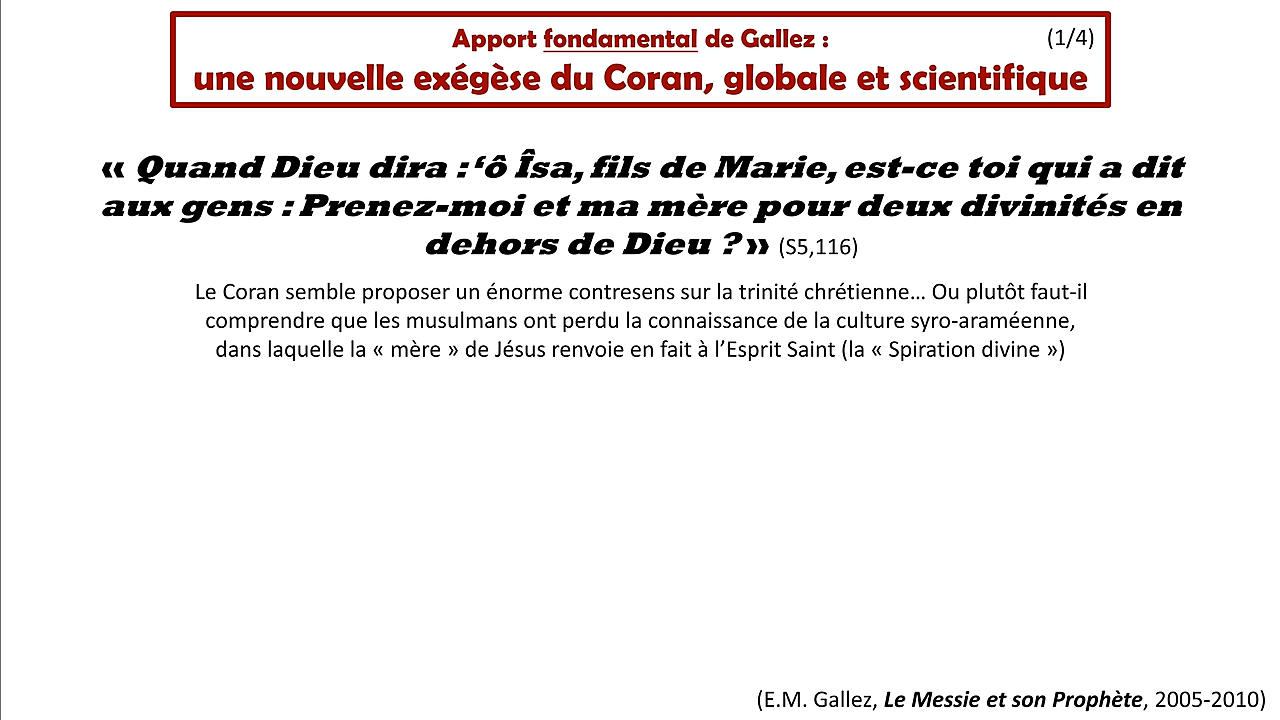 Apport fondamental de Gallez :
(1/4)
une nouvelle exégèse du Coran, globale et scientifique
« Quand Dieu dira : ‘ô Îsa, fils de Marie, est-ce toi qui a dit
aux gens : Prenez-moi et ma mère pour deux divinités en
dehors de Dieu ? » (S5,116)
Le Coran semble proposer un énorme contresens sur la trinité chrétienne… Ou plutôt faut-il
comprendre que les musulmans ont perdu la connaissance de la culture syro-araméenne,
dans laquelle la « mère » de Jésus renvoie en fait à l’Esprit Saint (la « Spiration divine »)
(E.M. Gallez, Le Messie et son Prophète, 2005-2010)